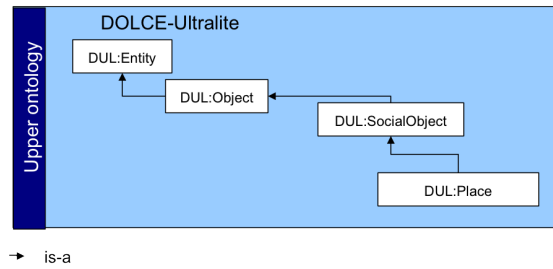 DOLCE-Ultralite
Upper ontology
DUL:Entity
DUL:Object
DUL:SocialObject
DUL:Place
is-a